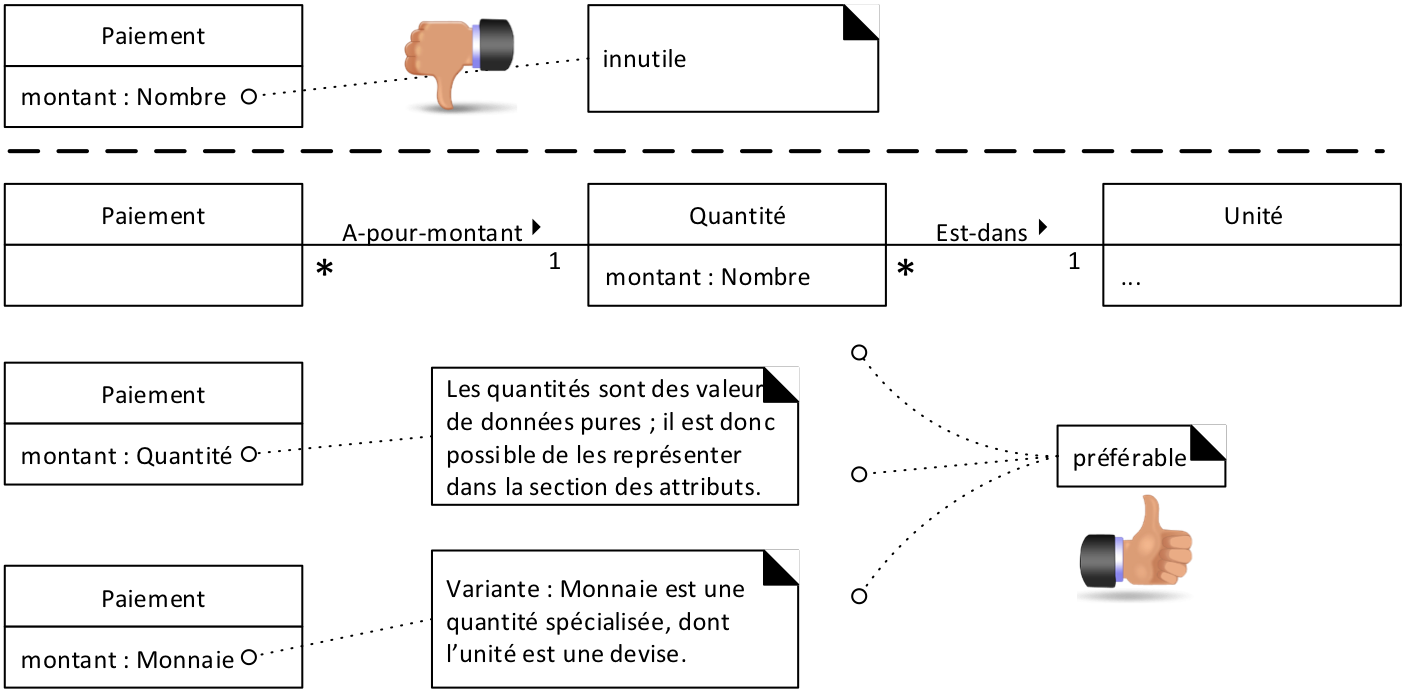 Paiement
montant : Nombre
innutile
Paiement
A-pour-montant
*
1
Quantité
montant : Nombre
Est-dans
*
1
Unité
...
Paiement
montant : Quantité
Les quantités sont des valeur
de données pures ; il est donc
possible de les représenter
dans la section des attributs.
préférable
Paiement
montant : Monnaie
Variante : Monnaie est une
quantité spécialisée, dont
l’unité est une devise.